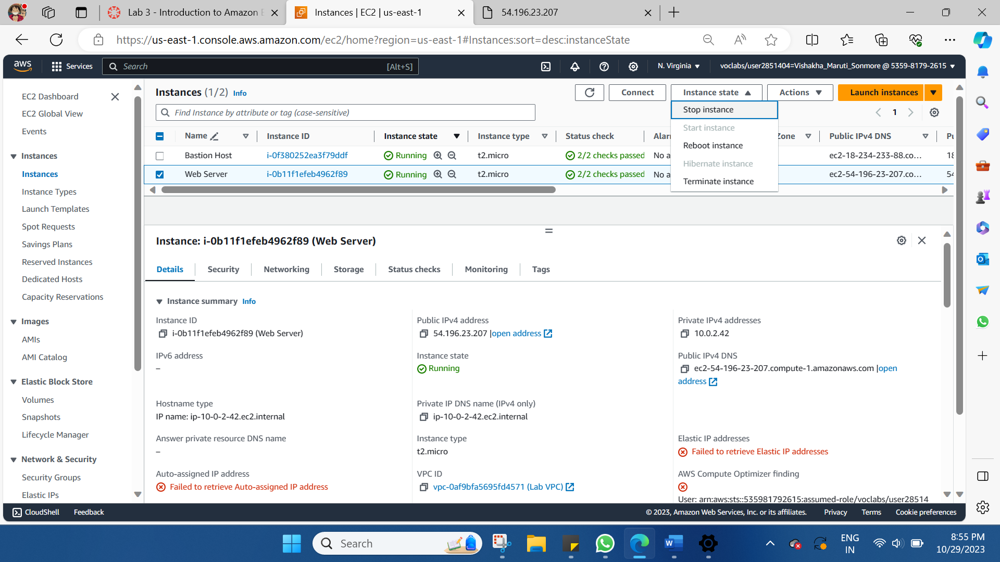 Lab 3 - Introduction to Amazon E
Instances | EC2 | us-east-1
54.196.23.207
https://us-east-1.console.aws.amazon.com/ec2/home?region=us-east-1#Instances:sort=desc:instanceState
aws
Services
Search
[Alt+S]
N. Virginia
voclabs/user2851404=Vishakha_Maruti_Sonmore @ 5359-8179-2615
EC2 Dashboard
EC2 Global View
Events
Instances
Instances
Instance Types
Launch Templates
Spot Requests
Savings Plans
Reserved Instances
Dedicated Hosts
Capacity Reservations
Images
AMIs
AMI Catalog
Elastic Block Store
Volumes
Snapshots
Lifecycle Manager
Network & Security
Security Groups
Elastic IPs
Instances (1/2) Info
Connect
Instance state
Actions
Launch instances
Find Instance by attribute or tag (case-sensitive)
1
Stop instance
Start instance
Reboot instance
Hibernate instance
Terminate instance
Name Instance ID Instance state Instance type Status check Alar Zone Public IPv4 DNS Pu
Bastion Host i-0f380252ea3f79ddf Running t2.micro 2/2 checks passed No a ec2-18-234-233-88.co... 18
Web Server i-0b11f1efeb4962f89 Running t2.micro 2/2 checks passed No a ec2-54-196-23-207.co... 54
Instance: i-0b11f1efeb4962f89 (Web Server)
Details Security Networking Storage Status checks Monitoring Tags
Instance summary Info
Instance ID
i-0b11f1efeb4962f89 (Web Server)
Public IPv4 address
54.196.23.207 |open address
Private IPv4 addresses
10.0.2.42
IPv6 address
–
Instance state
Running
Public IPv4 DNS
ec2-54-196-23-207.compute-1.amazonaws.com |open
address
Hostname type
IP name: ip-10-0-2-42.ec2.internal
Private IP DNS name (IPv4 only)
ip-10-0-2-42.ec2.internal
Answer private resource DNS name
–
Instance type
t2.micro
Elastic IP addresses
Failed to retrieve Elastic IP addresses
Auto-assigned IP address
Failed to retrieve Auto-assigned IP address
VPC ID
vpc-0af9bfa5695fd4571 (Lab VPC)
AWS Compute Optimizer finding
User: arn:aws:sts::535981792615:assumed-role/voclabs/user28514
CloudShell
Feedback
© 2023, Amazon Web Services, Inc. or its affiliates.
Privacy
Terms
Cookie preferences
Search
ENG
IN
8:55 PM
10/29/2023